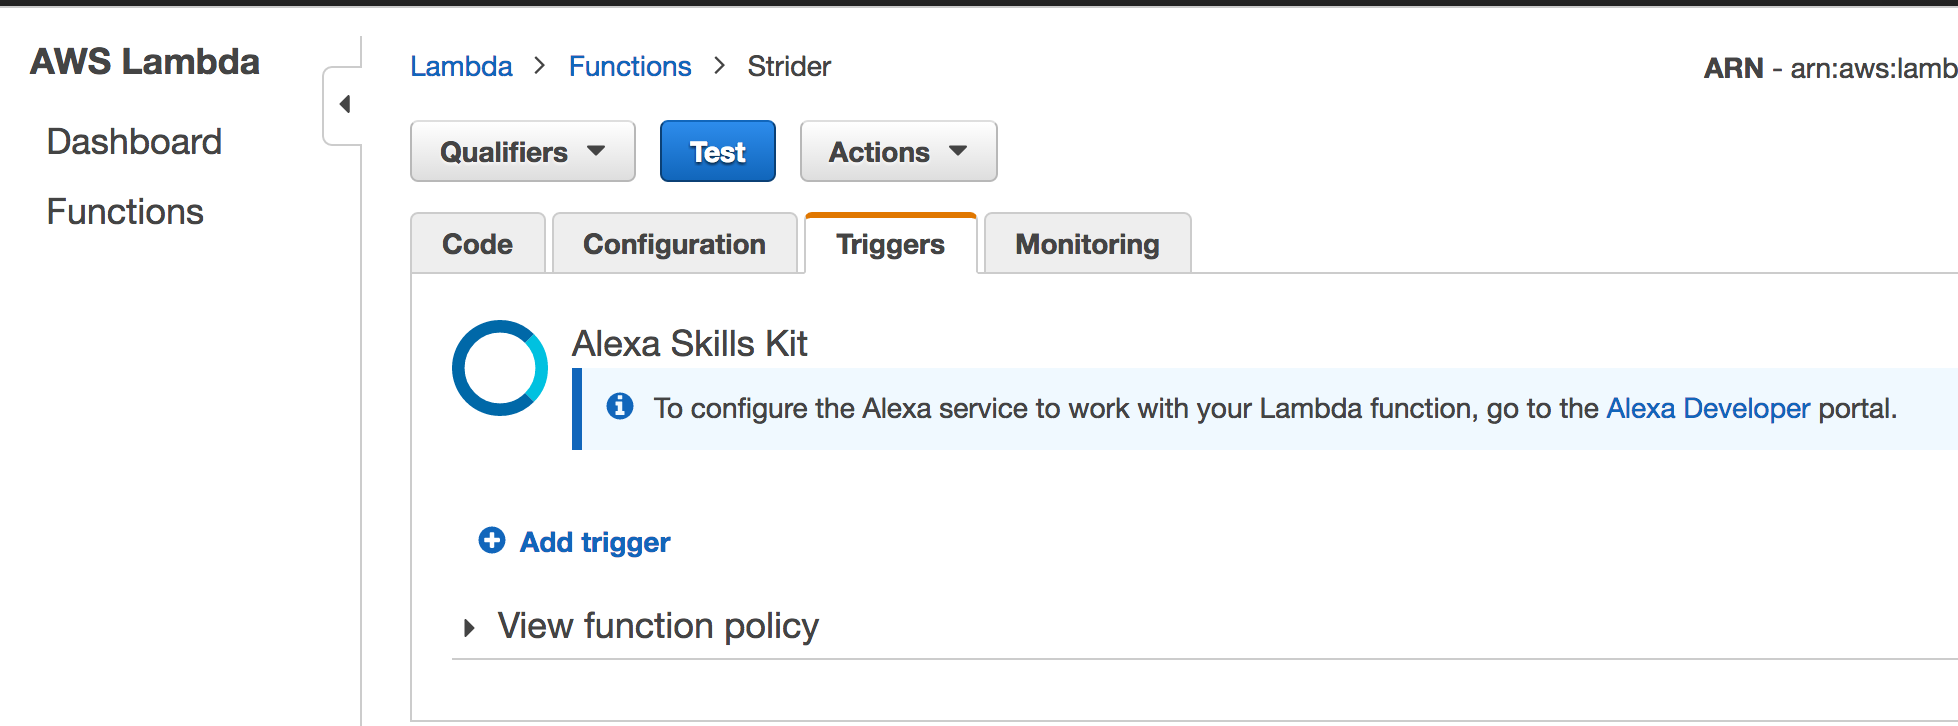 AWS Lambda
Dashboard
Functions
Lambda > Functions > Strider
ARN - arn:aws:lamb
Qualifiers
Test
Actions
Code
Configuration
Triggers
Monitoring
Alexa Skills Kit
To configure the Alexa service to work with your Lambda function, go to the Alexa Developer portal.
Add trigger
View function policy